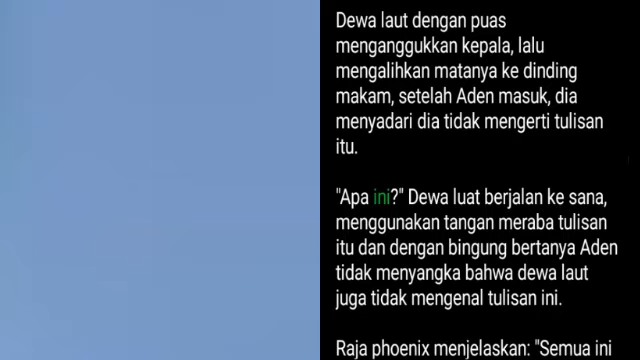 Dewa laut dengan puas
menganggukkan kepala, lalu
mengalihkan matanya ke dinding
makam, setelah Aden masuk, dia
menyadari dia tidak mengerti tulisan
itu.
"Apa ini?" Dewa luat berjalan ke sana,
menggunakan tangan meraba tulisan
itu dan dengan bingung bertanya Aden
tidak menyangka bahwa dewa laut
juga tidak mengenal tulisan ini.
Raja phoenix menjelaskan: "Semua ini